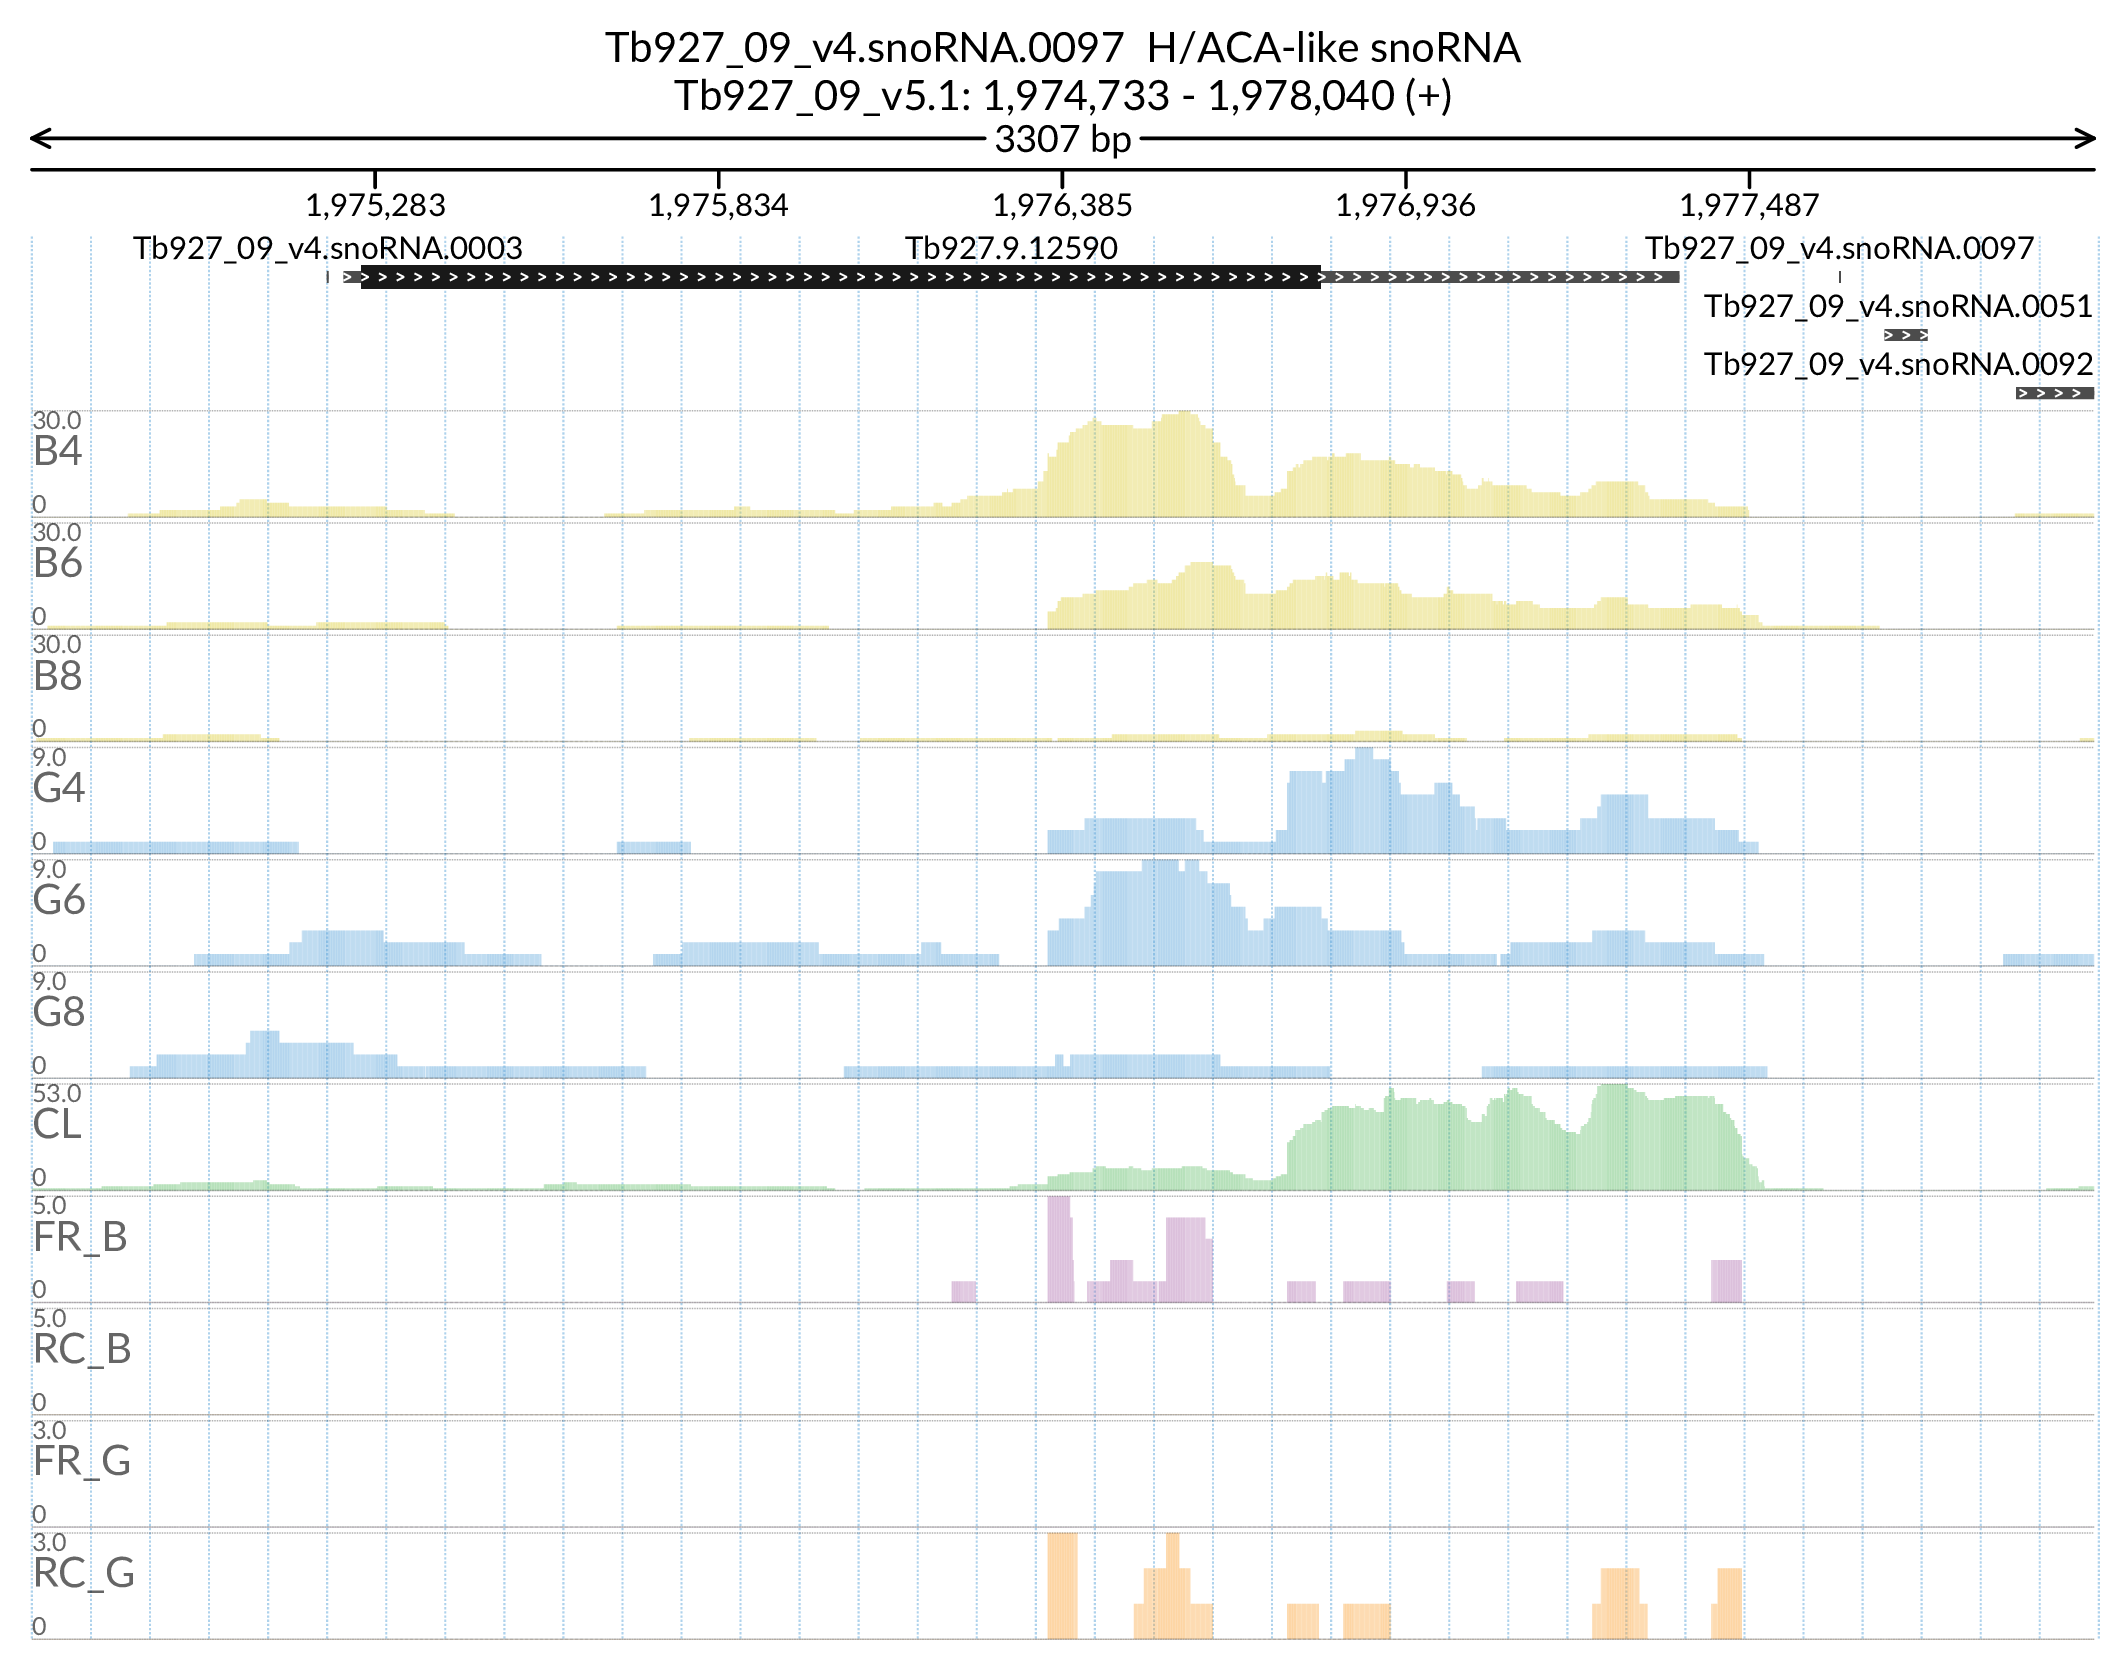 Tb927_09_v4.snoRNA.0097  H/ACA-like snoRNA
Tb927_09_v5.1: 1,974,733 - 1,978,040 (+)
3307 bp
1,975,283 1,975,834 1,976,385 1,976,936 1,977,487
Tb927_09_v4.snoRNA.0003 Tb927.9.12590 Tb927_09_v4.snoRNA.0097
Tb927_09_v4.snoRNA.0051
Tb927_09_v4.snoRNA.0092
30.0
B4
0
30.0
B6
0
30.0
B8
0
9.0
G4
0
9.0
G6
0
9.0
G8
0
53.0
CL
0
5.0
FR_B
0
5.0
RC_B
0
3.0
FR_G
0
3.0
RC_G
0